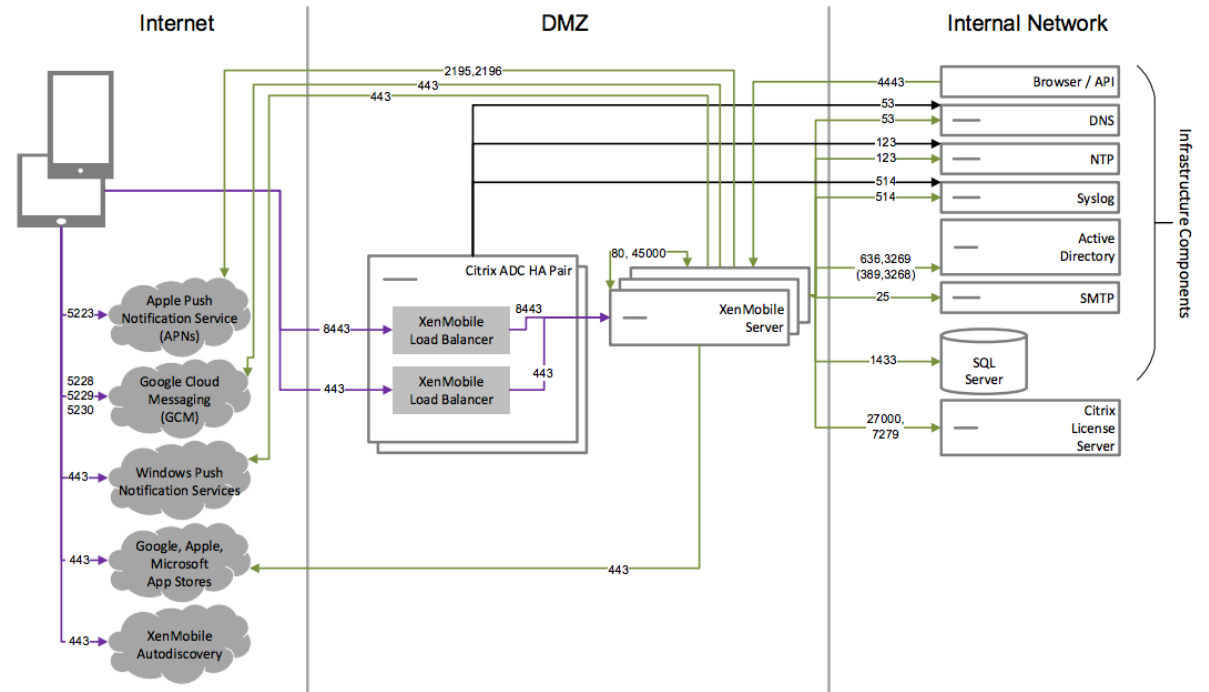 Internet
DMZ
Internal Network
2195,2196
443
443
4443
Browser / API
53
53
DNS
123
123
NTP
514
514
Syslog
Active
Directory
636,3269
(389,3268)
25
SMTP
1433
SQL
Server
27000,
7279
Citrix
License
Server
Infrastructure Components
80, 45000
Citrix ADC HA Pair
XenMobile
Server
8443
XenMobile
Load Balancer
8443
443
XenMobile
Load Balancer
443
5223
Apple Push
Notification Service
(APNs)
5228
5229
5230
Google Cloud
Messaging
(GCM)
443
Windows Push
Notification Services
443
Google, Apple,
Microsoft
App Stores
443
443
XenMobile
Autodiscovery